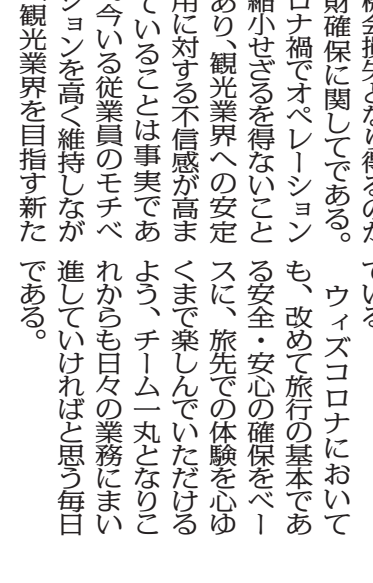 機会損失となり得るのか
財確保に関してである。
ロナ禍でオペレーション
縮小せざるを得ないこと
あり、観光業界への安定
用に対する不信感が高ま
ていることは事実であ
今いる従業員のモチベ
ションを高く維持しなが
観光業界を目指す新た
ている
ウィズコロナにおいて
も、改めて旅行の基本であ
る安全・安心の確保をベー
スに、旅先での体験を心ゆ
くまで楽しんでいただける
よう、チーム一丸となりこ
れからも日々の業務にまい
進していければと思う毎日
である。